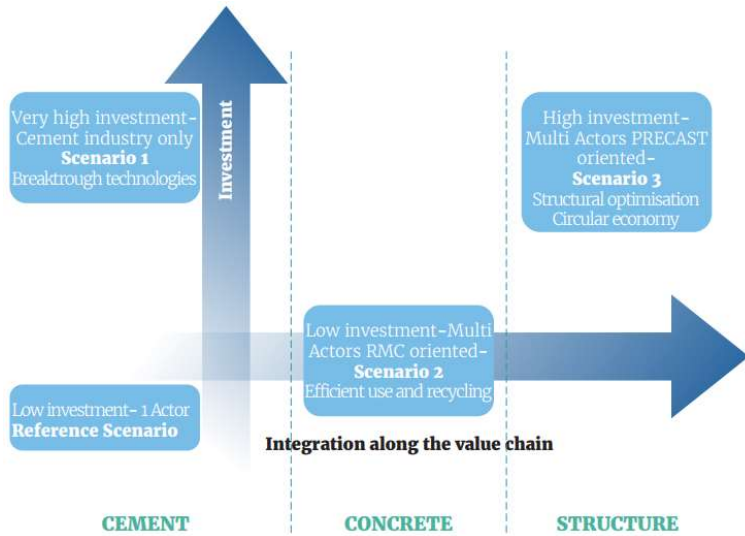 Very high investment-
Cement industry only
Scenario 1
Breaktrough technologies
Investment
High investment-
Multi Actors PRECAST
oriented-
Scenario 3
Structural optimisation
Circular economy
Low investment-Multi
Actors RMC oriented-
Scenario 2
Efficient use and recycling
Low investment- 1 Actor
Reference Scenario
Integration along the value chain
CEMENT
CONCRETE
STRUCTURE